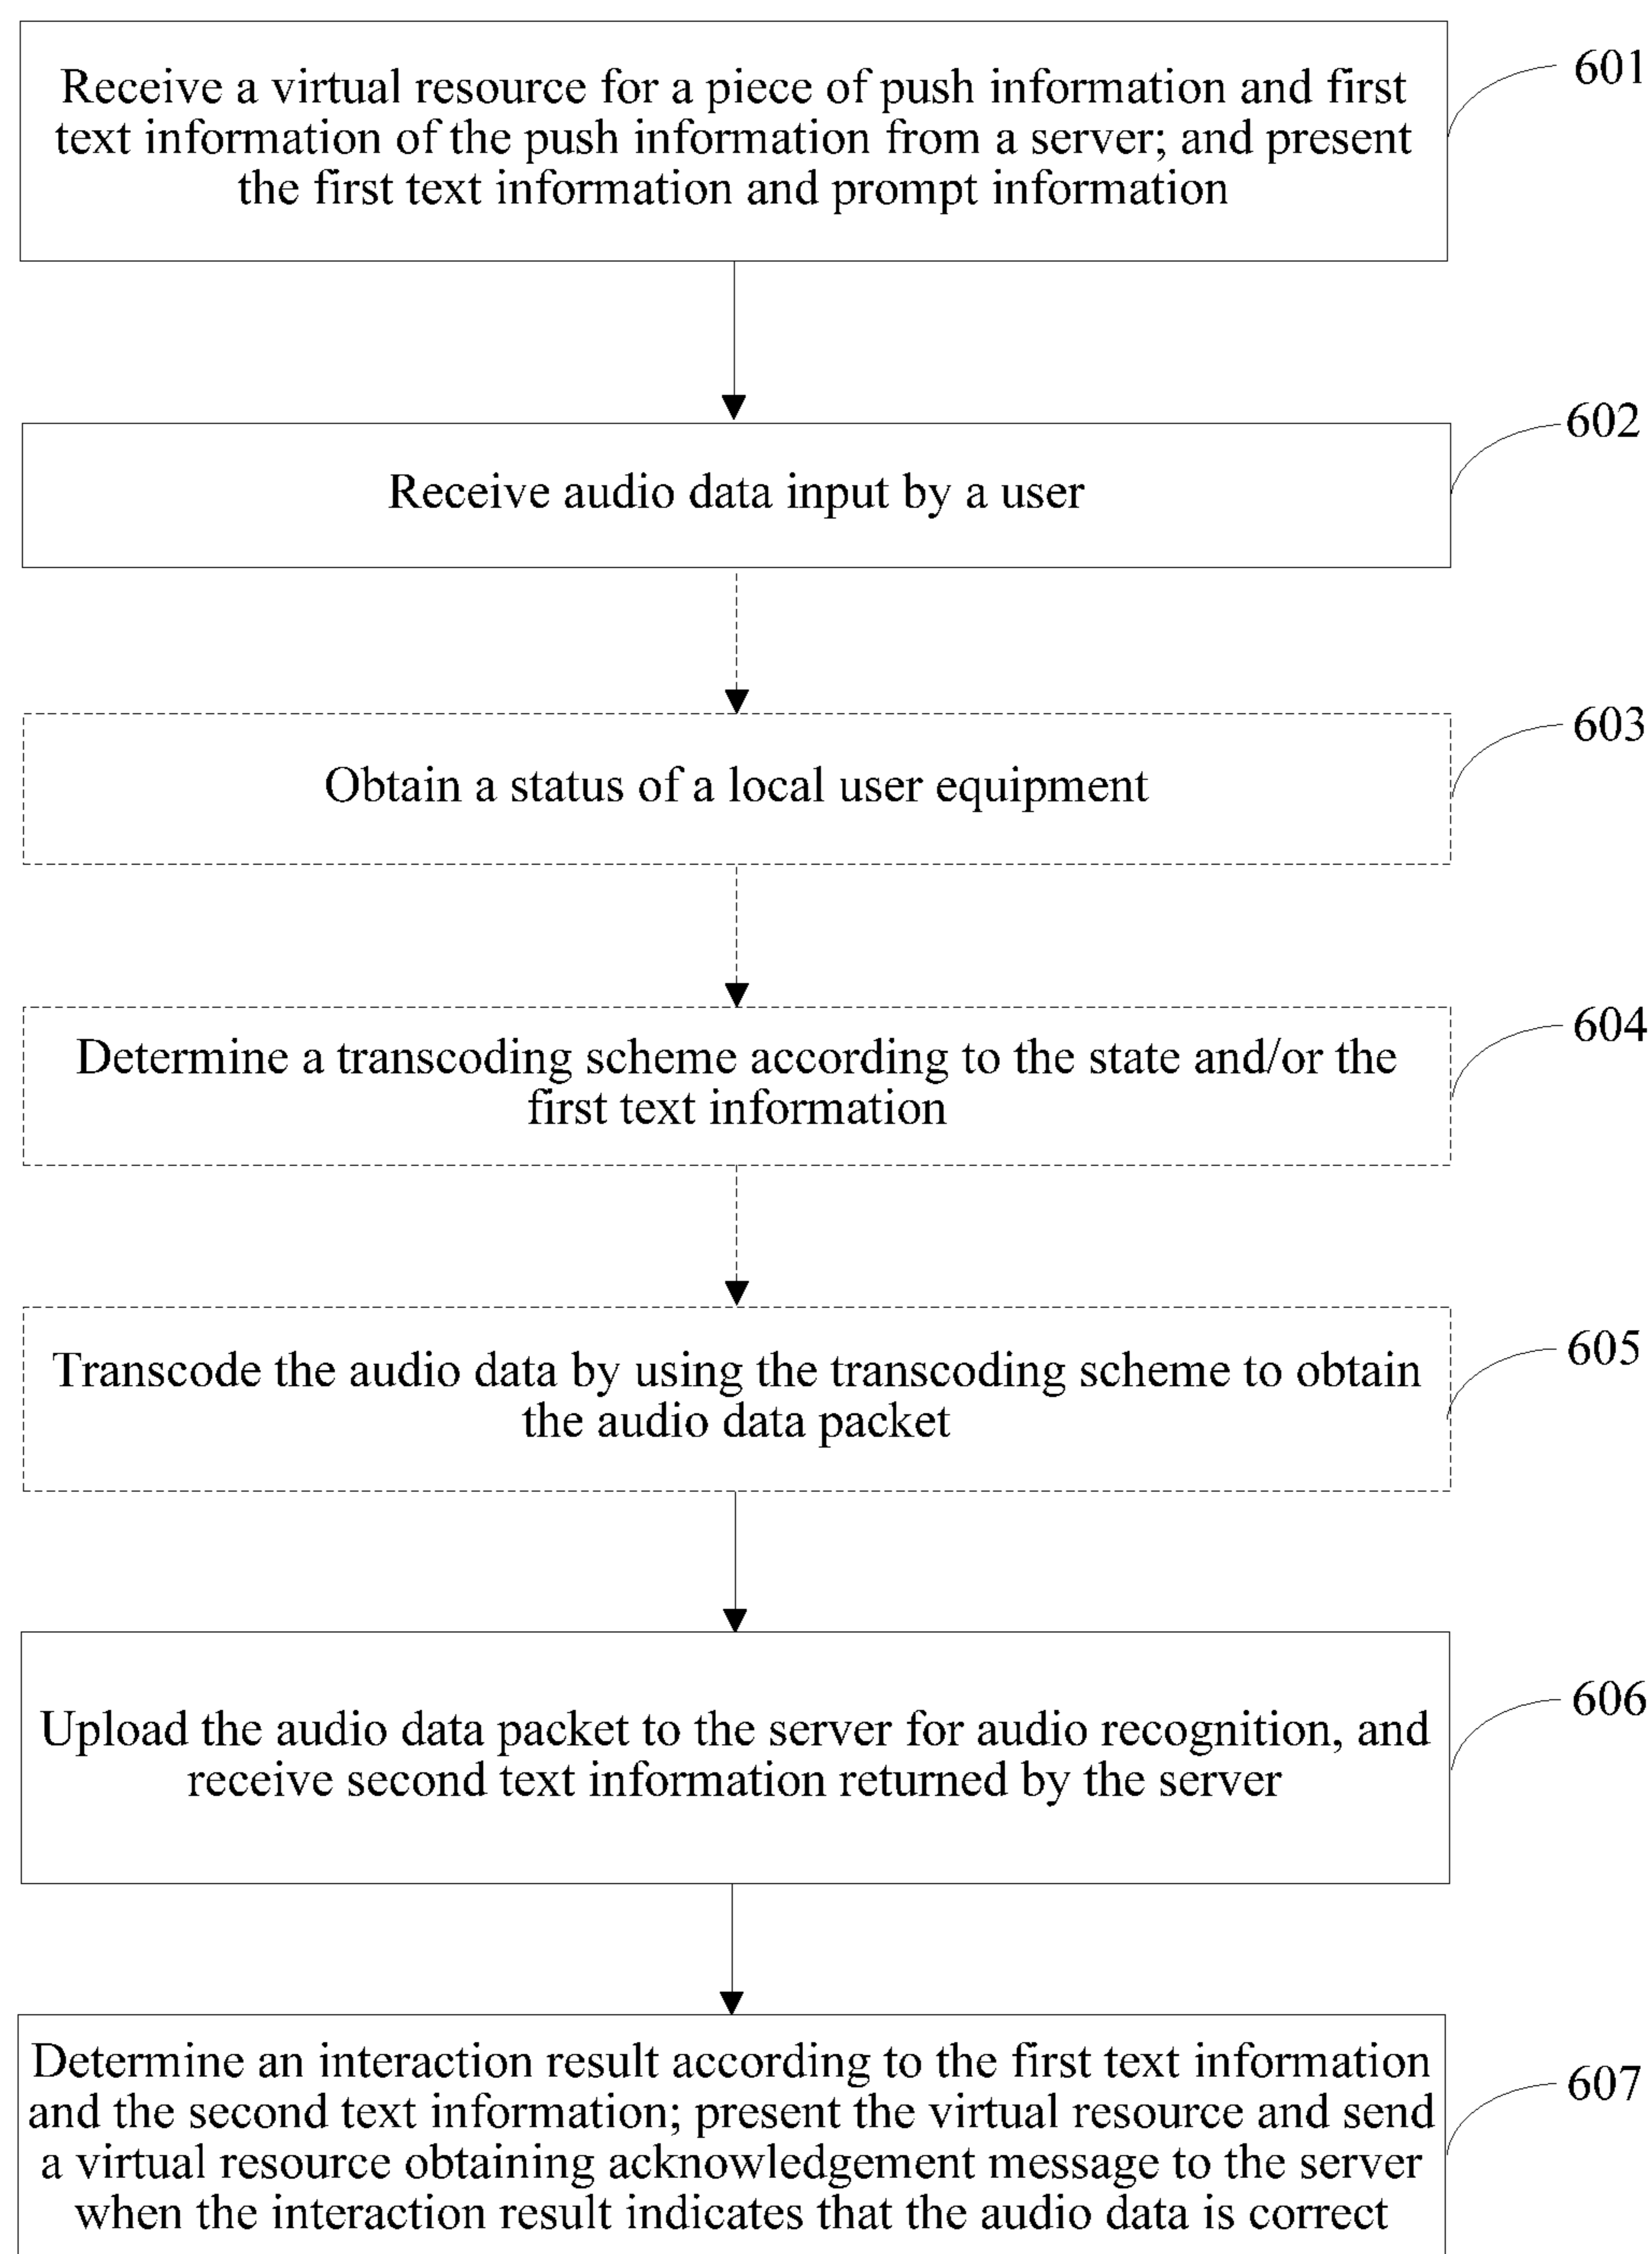 Receive a virtual resource for a piece of push information and first
text information of the push information from a server; and present
the first text information and prompt information
601
Receive audio data input by a user
602
Obtain a status of a local user equipment
603
Determine a transcoding scheme according to the state and/or the
first text information
604
Transcode the audio data by using the transcoding scheme to obtain
the audio data packet
605
Upload the audio data packet to the server for audio recognition, and
receive second text information returned by the server
606
Determine an interaction result according to the first text information
and the second text information; present the virtual resource and send
a virtual resource obtaining acknowledgement message to the server
when the interaction result indicates that the audio data is correct
607